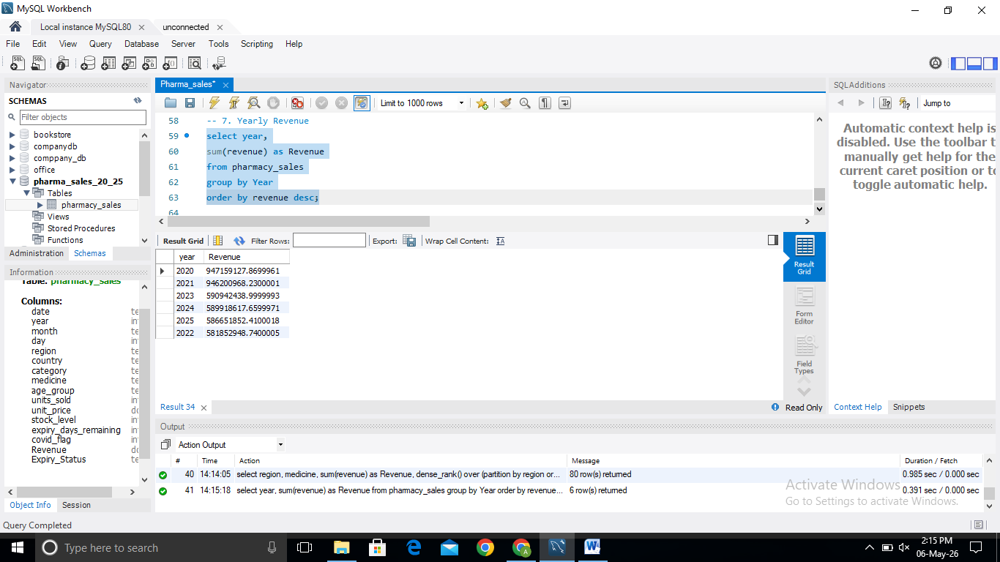 MySQL Workbench
Local instance MySQL80
unconnected
File Edit View Query Database Server Tools Scripting Help
Navigator
SCHEMAS
Filter objects
bookstore
companydb
comppany_db
office
pharma_sales_20_25
Tables
pharmacy_sales
Views
Stored Procedures
Functions
Administration Schemas
Information
Table: pharmacy_sales
Columns:
date te
year in
month te
day in
region te
country te
category te
medicine te
age_group te
units_sold in
unit_price do
stock_level in
expiry_days_remaining in
covid_flag in
Revenue do
Expiry_Status te
Object Info Session
Query Completed
Pharma_sales*
Limit to 1000 rows
58 -- 7. Yearly Revenue
59 select year,
60 sum(revenue) as Revenue
61 from pharmacy_sales
62 group by Year
63 order by revenue desc;
64
Result Grid Filter Rows: Export: Wrap Cell Content:
year Revenue
2020 947159127.8699961
2021 946200968.2300001
2023 590942438.9999993
2024 589918617.6599971
2025 586651852.4100018
2022 581852948.7400005
Result
Grid
Form
Editor
Field
Types
Result 34
Read Only
Output
Action Output
# Time Action Message Duration / Fetch
40 14:14:05 select region, medicine, sum(revenue) as Revenue, dense_rank() over (partition by region or... 80 row(s) returned 0.985 sec / 0.000 sec
41 14:15:18 select year, sum(revenue) as Revenue from pharmacy_sales group by Year order by revenue... 6 row(s) returned 0.391 sec / 0.000 sec
SQLAdditions
Jump to
Automatic context help is
disabled. Use the toolbar t
manually get help for the
current caret position or to
toggle automatic help.
Context Help Snippets
Activate Windows
Go to Settings to activate Windows.
Type here to search
2:15 PM
06-May-26